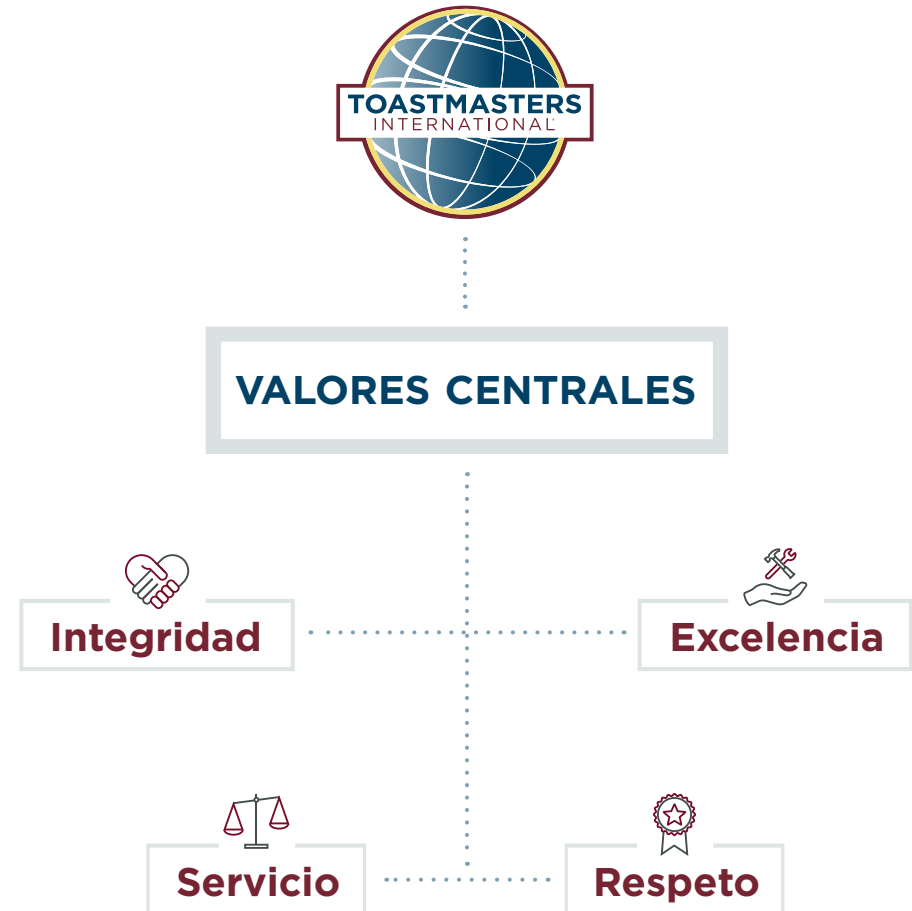 TOASTMASTERS
INTERNATIONAL
VALORES CENTRALES
Integridad
Excelencia
Servicio
Respeto